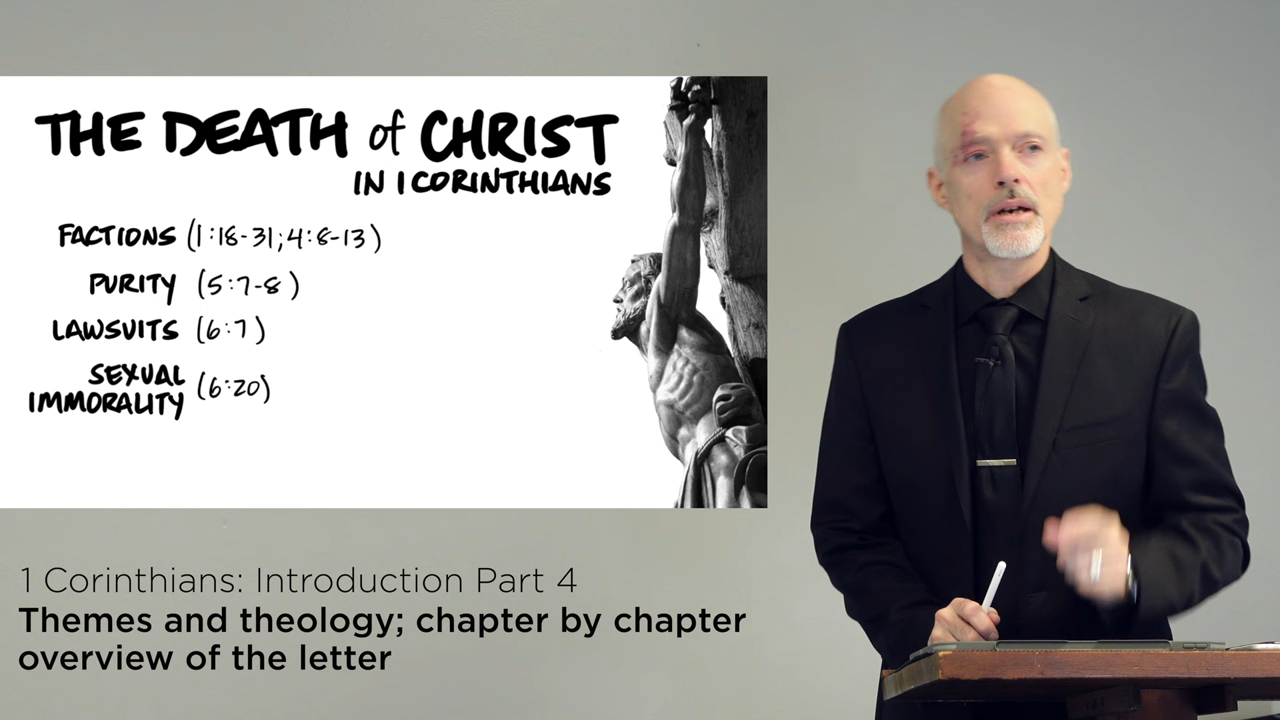 THE DEATH of CHRIST
IN 1 CORINTHIANS
FACTIONS (1:18-31; 4:8-13)
PURITY (5:7-8)
LAWSUITS (6:7)
SEXUAL
IMMORALITY (6:20)
1 Corinthians: Introduction Part 4
Themes and theology; chapter by chapter
overview of the letter